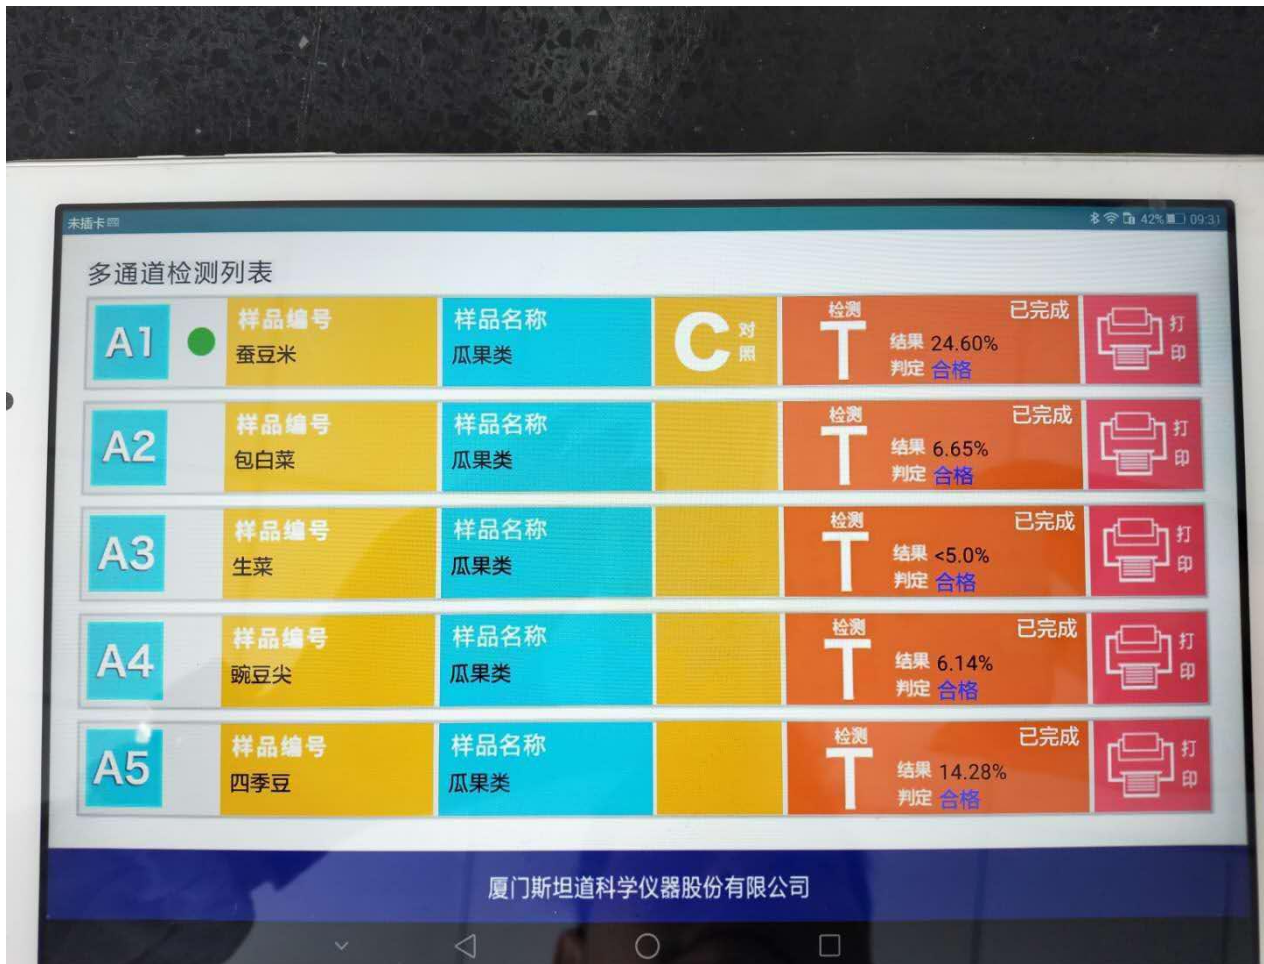 未插卡
42% 09:31
多通道检测列表
A1
样品编号
蚕豆米
样品名称
瓜果类
C 对照
检测
T
已完成
结果 24.60%
判定 合格
打印
A2
样品编号
包白菜
样品名称
瓜果类
检测
T
已完成
结果 6.65%
判定 合格
打印
A3
样品编号
生菜
样品名称
瓜果类
检测
T
已完成
结果 <5.0%
判定 合格
打印
A4
样品编号
豌豆尖
样品名称
瓜果类
检测
T
已完成
结果 6.14%
判定 合格
打印
A5
样品编号
四季豆
样品名称
瓜果类
检测
T
已完成
结果 14.28%
判定 合格
打印
厦门斯坦道科学仪器股份有限公司